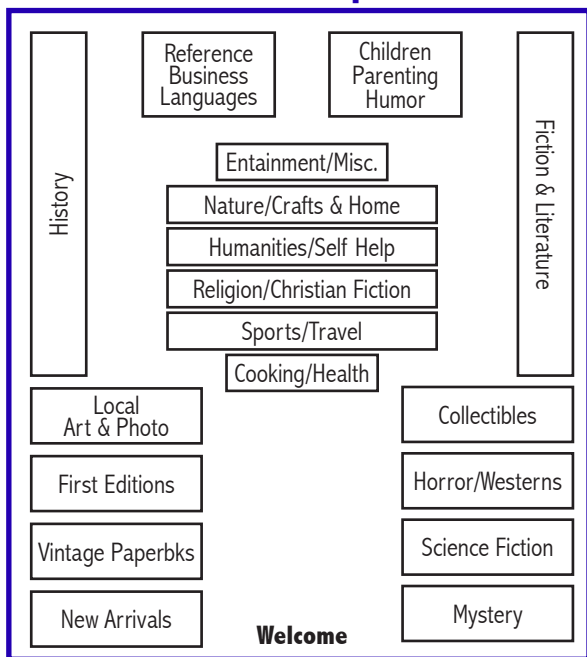 Reference
Business
Languages
Children
Parenting
Humor
History
Fiction & Literature
Entainment/Misc.
Nature/Crafts & Home
Humanities/Self Help
Religion/Christian Fiction
Sports/Travel
Cooking/Health
Local
Art & Photo
Collectibles
First Editions
Horror/Westerns
Vintage Paperbks
Science Fiction
New Arrivals
Mystery
Welcome